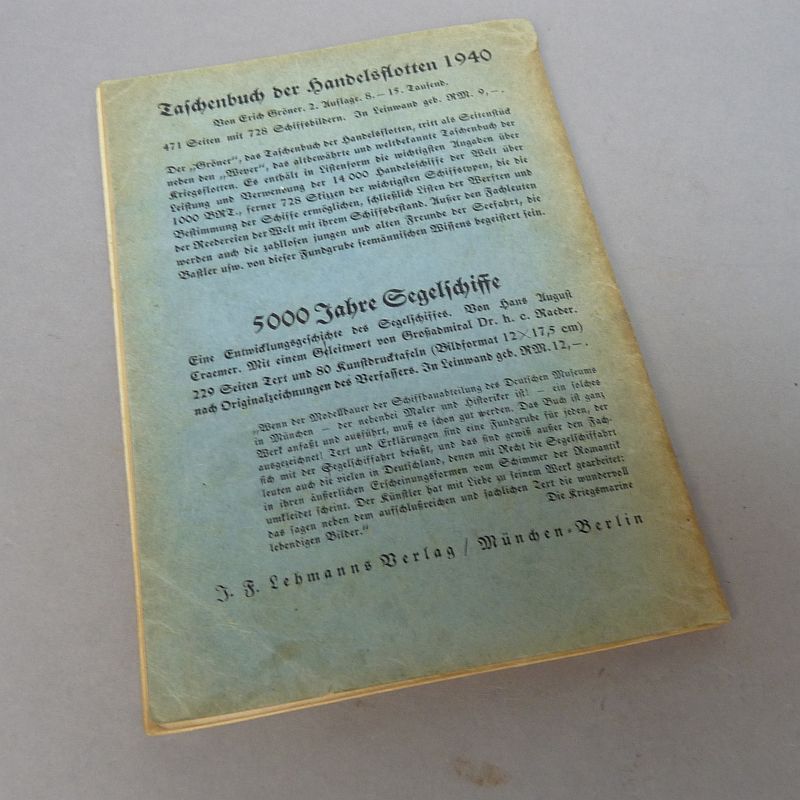 Taschenbuch der Handelsflotten 1940
Von Erich Gröner. 2. Auflage. 8.—15. Tausend.
471 Seiten mit 728 Schiffsbildern. In Leinwand geb. RM. 9,—.
Der „Gröner“, das Taschenbuch der Handelsflotten, tritt als Seitenstück
neben den „Weyer“, das altbewährte und weltbekannte Taschenbuch der
Kriegsflotten. Es enthält in Listenform die wichtigsten Angaben über
Leistung und Verwendung der 14 000 Handelsschiffe der Welt über
1000 BRT., ferner 728 Skizzen der wichtigsten Schiffstypen, die die
Bestimmung der Schiffe ermöglichen, schließlich Listen der Werften und
der Reedereien der Welt mit ihrem Schiffsbestand. Außer den Fachleuten
werden auch die zahllosen jungen und alten Freunde der Seefahrt, die
Bastler usw. von dieser Fundgrube seemännischen Wissens begeistert sein.
5000 Jahre Segelschiffe
Eine Entwicklungsgeschichte des Segelschiffes. Von Hans August
Craemer. Mit einem Geleitwort von Großadmiral Dr. h. c. Raeder.
229 Seiten Text und 80 Kunstdrucktafeln (Bildformat 12×17,5 cm)
nach Originalzeichnungen des Verfassers. In Leinwand geb. RM. 12,—.
„Wenn der Modellbauer der Schiffbauabteilung des Deutschen Museums
in München — der nebenbei Maler und Historiker ist! — ein solches
Werk anfaßt und ausführt, muß es schon gut werden. Das Buch ist ganz
ausgezeichnet! Text und Erklärungen sind eine Fundgrube für jeden, der
sich mit der Segelschiffahrt befaßt, und das sind gewiß außer den Fach-
leuten auch die vielen in Deutschland, denen mit Recht die Segelschiffahrt
in ihren äußerlichen Erscheinungsformen vom Schimmer der Romantik
umkleidet scheint. Der Künstler hat mit Liebe zu seinem Werk gearbeitet:
das sagen neben dem aufschlußreichen und sachlichen Text die wundervoll
lebendigen Bilder.“
Die Kriegsmarine
J. F. Lehmanns Verlag / München-Berlin